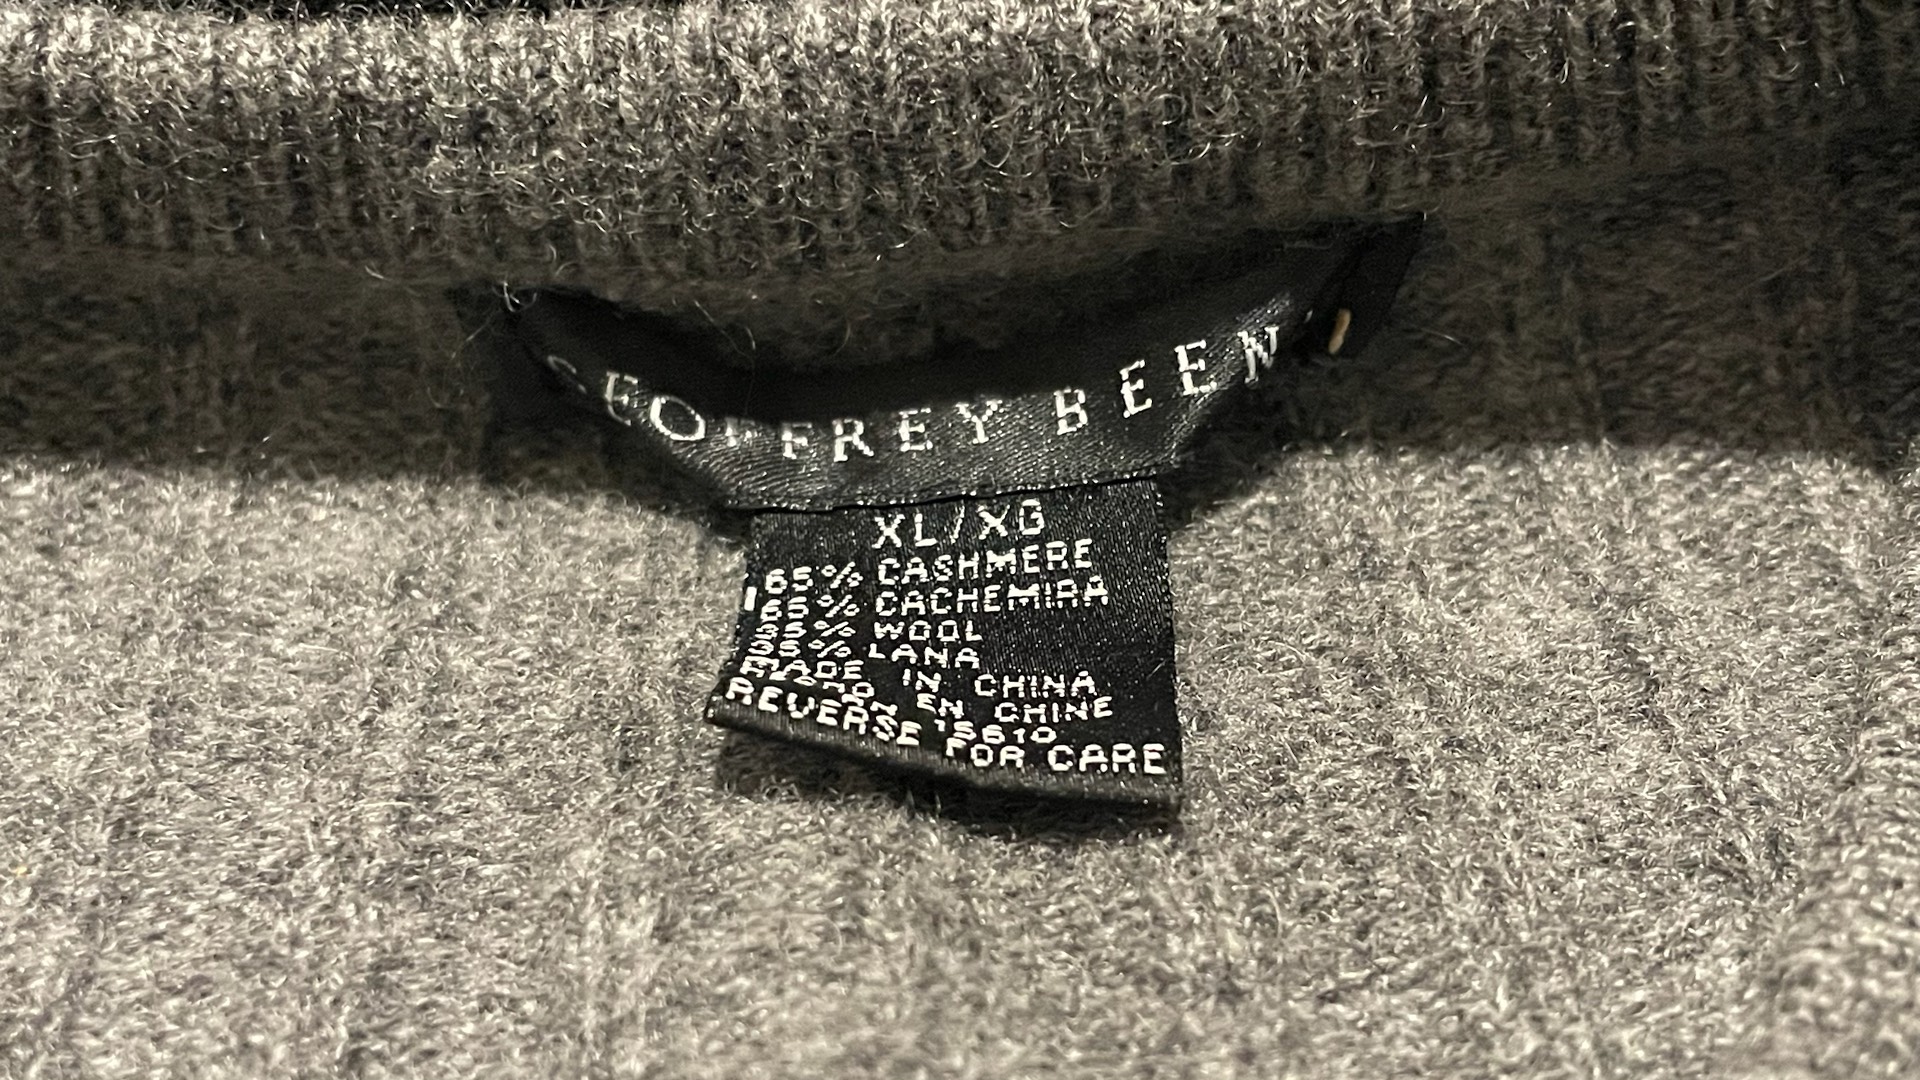 GEOFFREY BEEN
XL/XG
65% CASHMERE
65% CACHEMIRA
35% WOOL
35% LANA
MADE IN CHINA
EN CHINE
15610
REVERSE FOR CARE